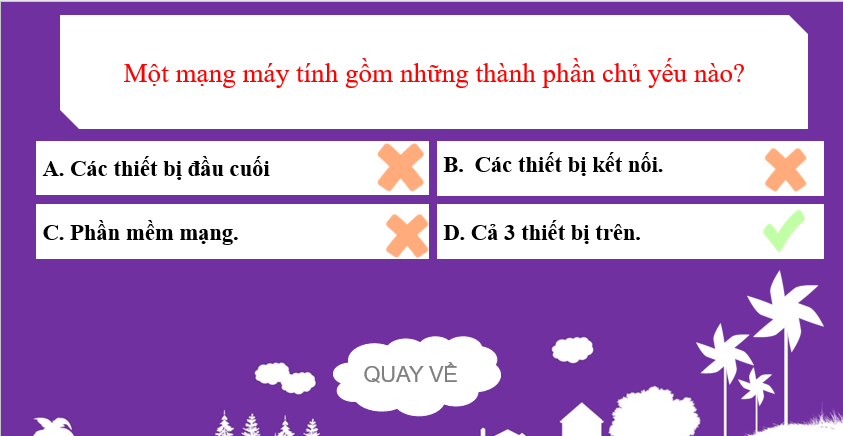 Một mạng máy tính gồm những thành phần chủ yếu nào?
A. Các thiết bị đầu cuối
B. Các thiết bị kết nối.
C. Phần mềm mạng.
D. Cả 3 thiết bị trên.
QUAY VỀ